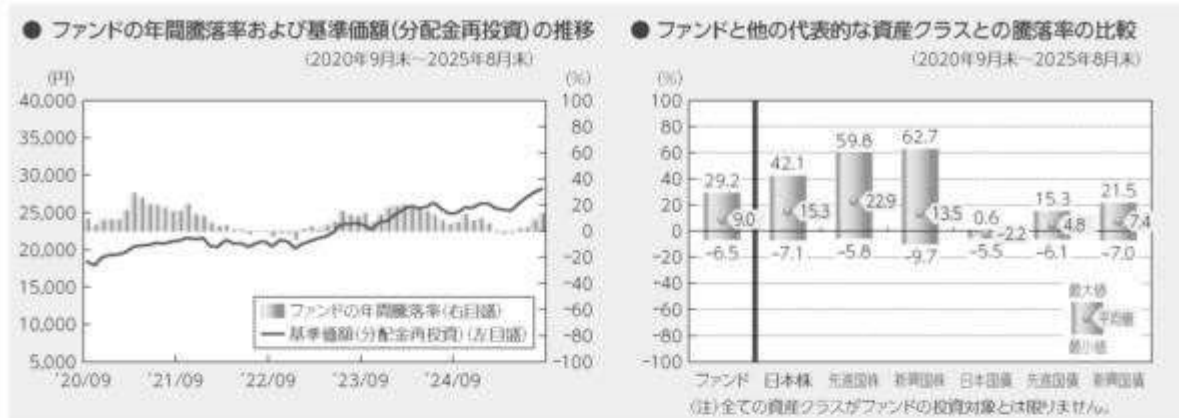 ● ファンドの年間騰落率および基準価額(分配金再投資)の推移
(2020年9月末～2025年8月末)
(円)
(%)
40,000
35,000
30,000
25,000
20,000
15,000
10,000
5,000
100
80
60
40
20
0
-20
-40
-60
-80
-100
ファンドの年間騰落率(右目盛)
基準価額(分配金再投資)(左目盛)
'20/09 '21/09 '22/09 '23/09 '24/09
● ファンドと他の代表的な資産クラスとの騰落率の比較
(2020年9月末～2025年8月末)
(%)
100
80
60
40
20
0
-20
-40
-60
-80
-100
29.2 42.1 59.8 62.7 0.6 15.3 21.5
9.0 15.3 22.9 13.5 -2.2 4.8 7.4
-6.5 -7.1 -5.8 -9.7 -5.5 -6.1 -7.0
最大値
平均値
最小値
ファンド 日本株 先進国株 新興国株 日本国債 先進国債 新興国債
(注)全ての資産クラスがファンドの投資対象とは限りません。